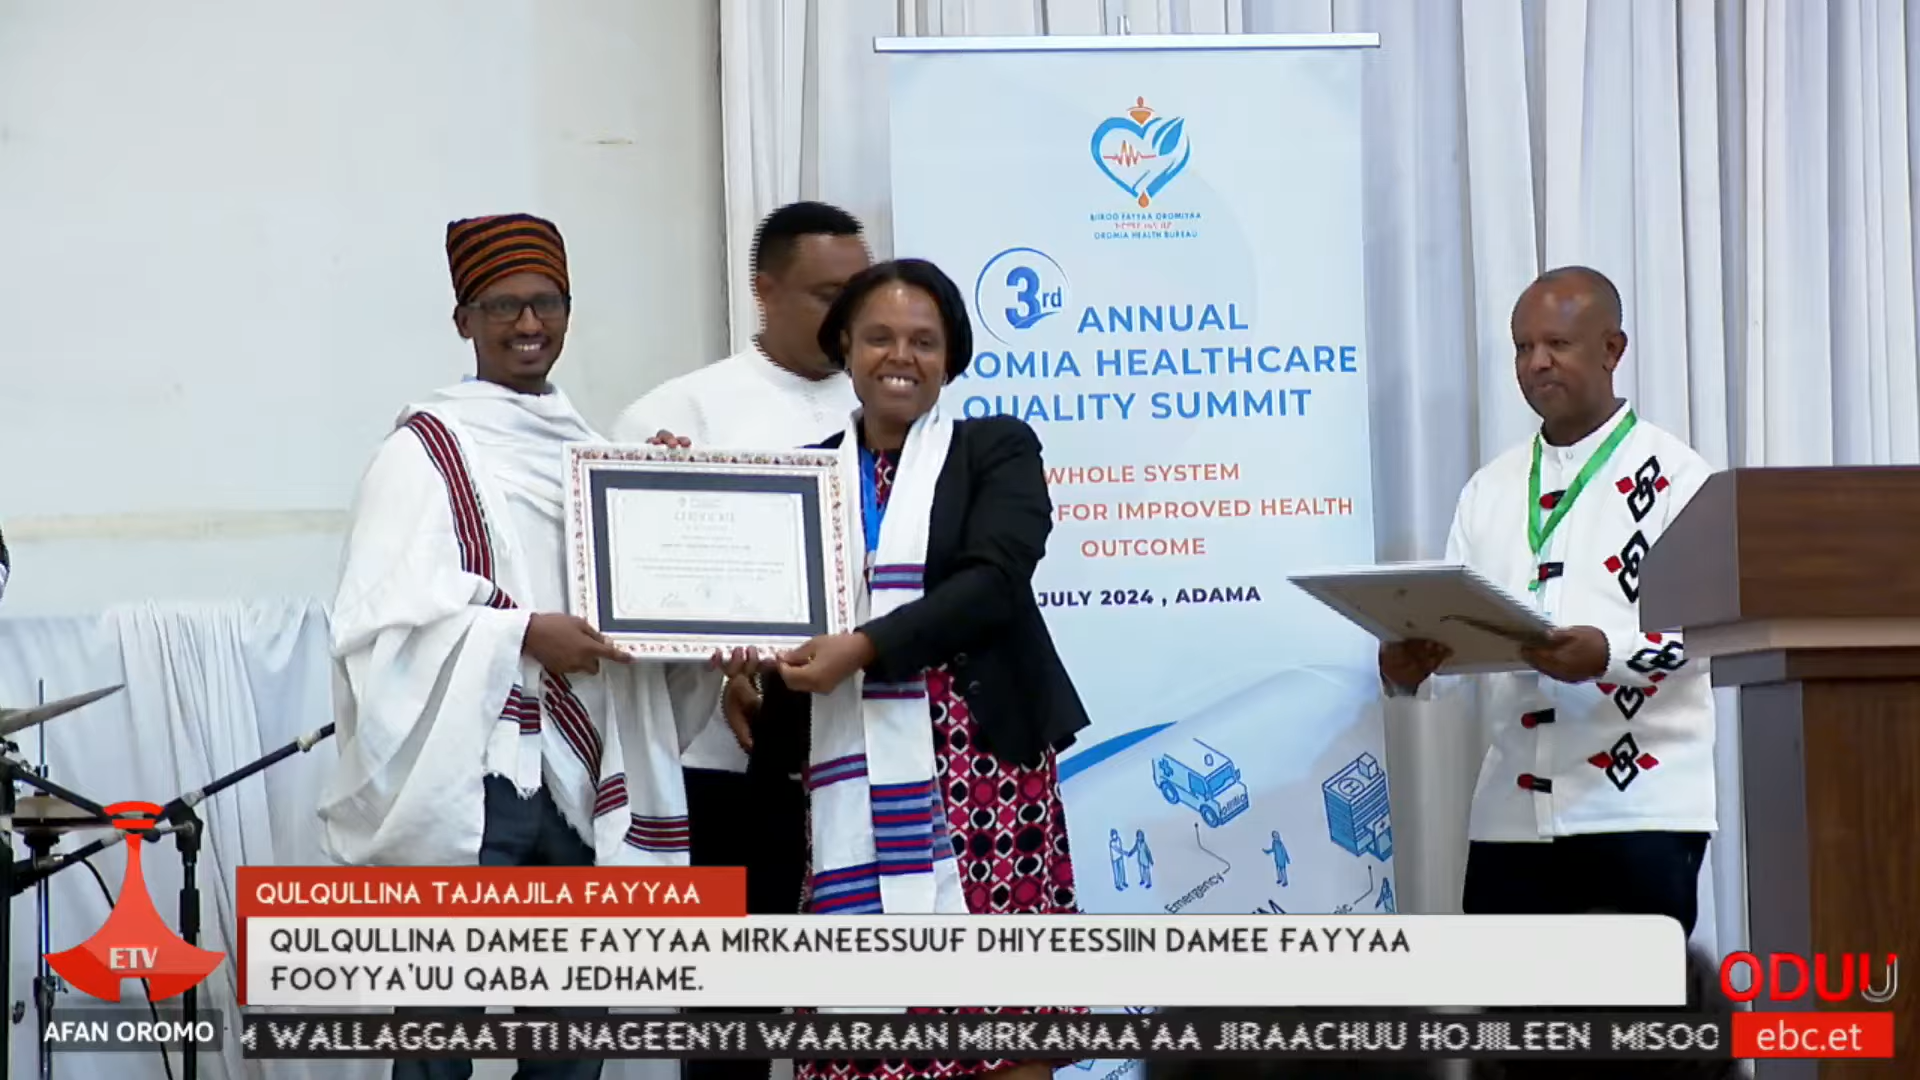 BIIROO FAYYAA OROMIYAA
OROMIA HEALTH BUREAU
3rd
ANNUAL
ROMIA HEALTHCARE
QUALITY SUMMIT
WHOLE SYSTEM
FOR IMPROVED HEALTH
OUTCOME
JULY 2024 , ADAMA
Emergency
QULQULLINA TAJAAJILA FAYYAA
QULQULLINA DAMEE FAYYAA MIRKANEESSUUF DHIYEESSIIN DAMEE FAYYAA
FOOYYA'UU QABA JEDHAME.
ETV
AFAN OROMO
WALLAGGAATTI NAGEENYI WAARAAN MIRKANAA'AA JIRAACHUU HOJIILEEN MISOO
ODUU
ebc.et